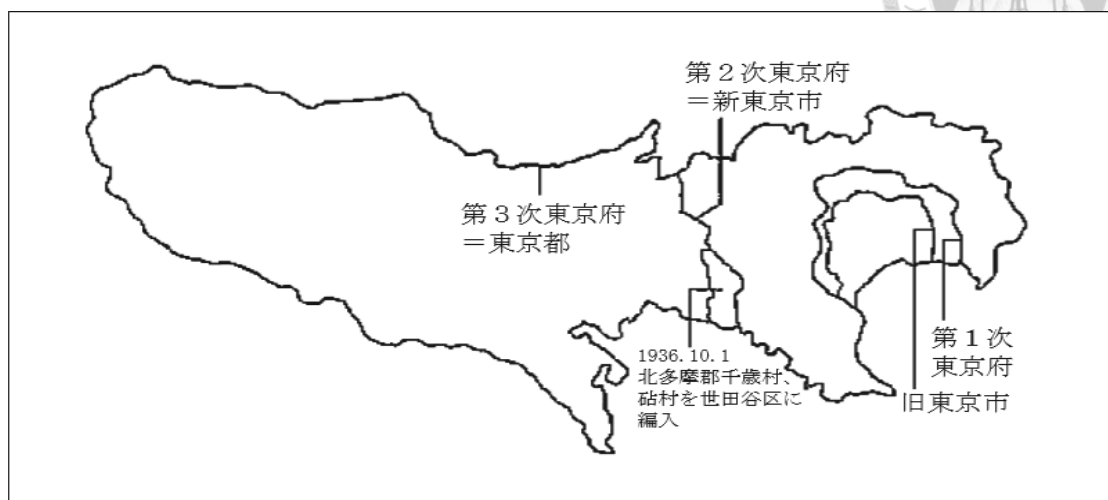 第２次東京府
＝新東京市
第３次東京府
＝東京都
1936.10.1
北多摩郡千歳村、
砧村を世田谷区に
編入
第１次
東京府
旧東京市